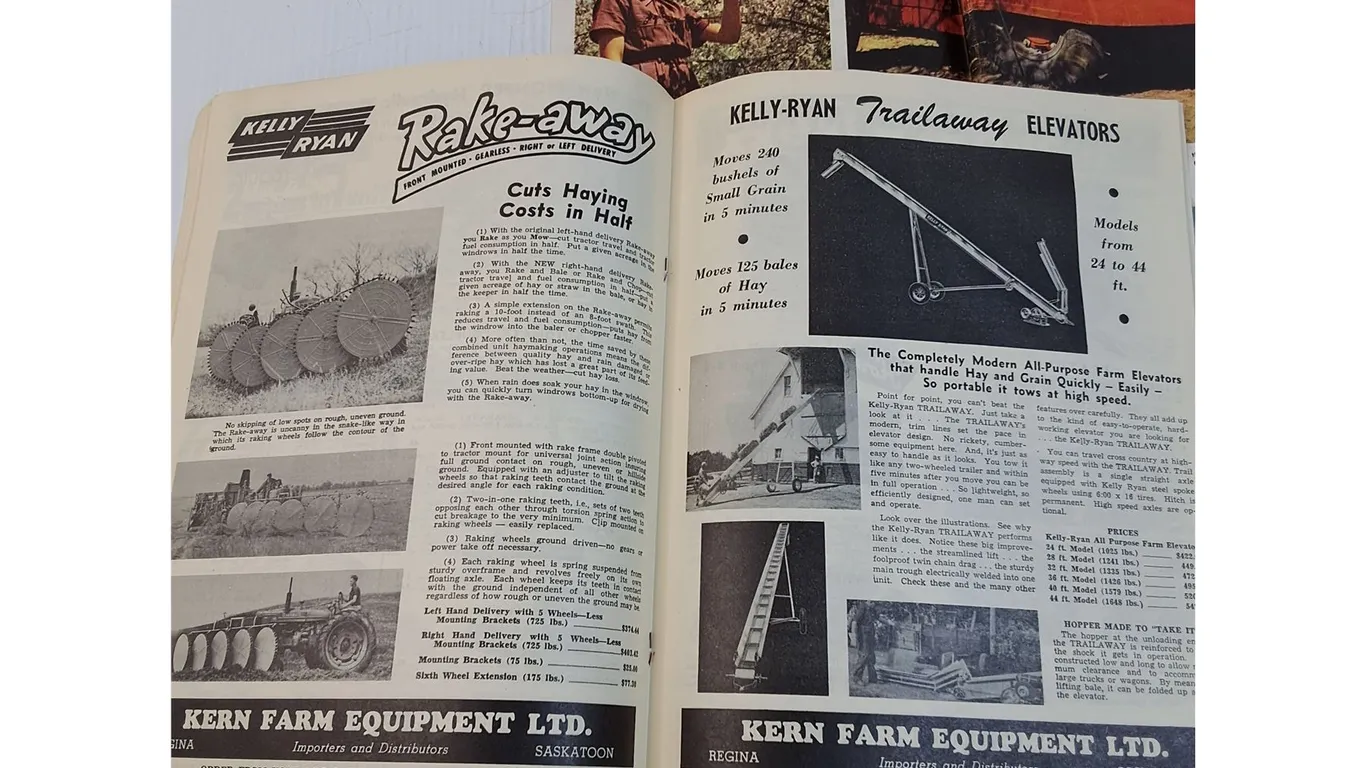 KELLY
RYAN
Rake-away
FRONT MOUNTED · GEARLESS · RIGHT or LEFT DELIVERY
Cuts Haying
Costs in Half
(1) With the original left-hand delivery Rake-away
you Rake as you Mow—cut tractor travel and tractor
fuel consumption in half. Put a given acreage in the
windrows in half the time.
(2) With the NEW right-hand delivery Rake-
away, you Rake and Bale or Rake and Chop—cut
tractor travel and fuel consumption in half—put a
given acreage of hay or straw in the bale, or hay in
the keeper in half the time.
(3) A simple extension on the Rake-away permits
raking a 10-foot instead of an 8-foot swath. This
reduces travel and fuel consumption—puts hay from
the windrow into the baler or chopper faster.
(4) More often than not, the time saved by these
combined unit haymaking operations means the dif-
ference between quality hay and rain damaged or
over-ripe hay which has lost a great part of its feed-
ing value. Beat the weather—cut hay loss.
(5) When rain does soak your hay in the windrow,
you can quickly turn windrows bottom-up for drying
with the Rake-away.
No skipping of low spots on rough, uneven ground.
The Rake-away is uncanny in the snake-like way in
which its raking wheels follow the contour of the
ground.
(1) Front mounted with rake frame double pivoted
to tractor mount for universal joint action insuring
full ground contact on rough, uneven or hillside
ground. Equipped with an adjuster to tilt the raking
wheels so that raking teeth contact the ground at the
desired angle for each raking condition.
(2) Two-in-one raking teeth, i.e., sets of two teeth
opposing each other through torsion spring action to
cut breakage to the very minimum. Clip mounted on
raking wheels — easily replaced.
(3) Raking wheels ground driven—no gears or
power take off necessary.
(4) Each raking wheel is spring suspended from
sturdy overframe and revolves freely on its own
floating axle. Each wheel keeps its teeth in contact
with the ground independent of all other wheels
regardless of how rough or uneven the ground may be.
Left Hand Delivery with 5 Wheels—Less
Mounting Brackets (725 lbs.) $374.44
Right Hand Delivery with 5 Wheels—Less
Mounting Brackets (725 lbs.) $402.42
Mounting Brackets (75 lbs.) $25.00
Sixth Wheel Extension (175 lbs.) $77.20
KERN FARM EQUIPMENT LTD.
GINA Importers and Distributors SASKATOON
KELLY-RYAN Trailaway ELEVATORS
Moves 240
bushels of
Small Grain
in 5 minutes
Moves 125 bales
of Hay
in 5 minutes
KELLY RYAN
Models
from
24 to 44
ft.
The Completely Modern All-Purpose Farm Elevators
that handle Hay and Grain Quickly — Easily —
So portable it tows at high speed.
Point for point, you can't beat the
Kelly-Ryan TRAILAWAY. Just take a
look at it . . . The TRAILAWAY'S
modern, trim lines set the pace in
elevator design. No rickety, cumber-
some equipment here. And, it's just as
easy to handle as it looks. You tow it
like any two-wheeled trailer and within
five minutes after you move you can be
in full operation . . . So lightweight, so
efficiently designed, one man can set
and operate.
Look over the illustrations. See why
the Kelly-Ryan TRAILAWAY performs
like it does. Notice these big improve-
ments . . . the streamlined lift . . . the
foolproof twin chain drag . . . the sturdy
main trough electrically welded into one
unit. Check these and the many other
features over carefully. They all add up
to the kind of easy-to-operate, hard-
working elevator you are looking for
. . . the Kelly-Ryan TRAILAWAY.
You can travel country at high-
way speed with the TRAILAWAY. Trail
assembly is a single straight axle
equipped with Kelly Ryan steel spoke
wheels using 6:00 x 16 tires. Hitch is
permanent. High speed axles are op-
tional.
PRICES
Kelly-Ryan All Purpose Farm Elevato
24 ft. Model (1025 lbs.) $422.
28 ft. Model (1241 lbs.)
32 ft. Model (1335 lbs.)
36 ft. Model (1426 lbs.)
40 ft. Model (1579 lbs.)
44 ft. Model (1648 lbs.)
HOPPER MADE TO "TAKE IT
The hopper at the unloading en
the TRAILAWAY is reinforced to
the shock it gets in operation.
constructed low and long to allow
mum clearance and to accomm
large trucks or wagons. By mean
lifting bale, it can be folded up
the elevator.
KERN FARM EQUIPMENT LTD.
REGINA Importers and Distributors